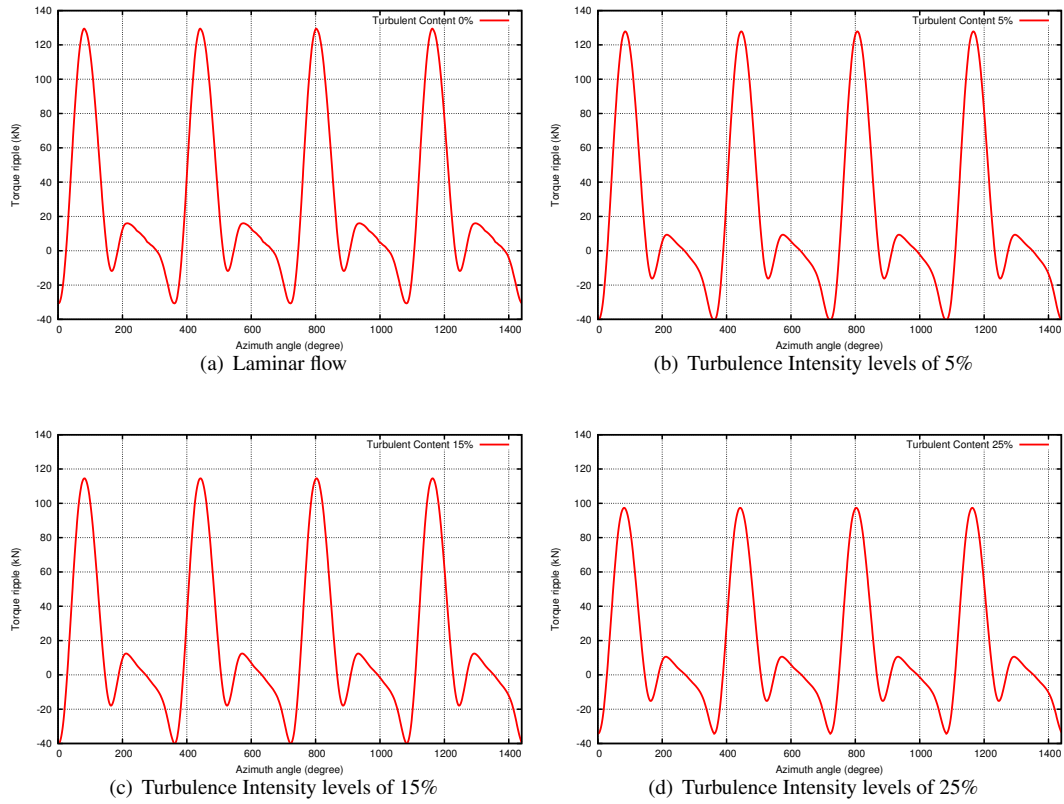 140
120
100
80
60
40
20
0
-20
-40
Torque ripple (kN)
Turbulent Content 0%
0 200 400 600 800 1000 1200 1400
Azimuth angle (degree)
(a) Laminar flow
140
120
100
80
60
40
20
0
-20
-40
Torque ripple (kN)
Turbulent Content 5%
0 200 400 600 800 1000 1200 1400
Azimuth angle (degree)
(b) Turbulence Intensity levels of 5%
140
120
100
80
60
40
20
0
-20
-40
Torque ripple (kN)
Turbulent Content 15%
0 200 400 600 800 1000 1200 1400
Azimuth angle (degree)
(c) Turbulence Intensity levels of 15%
140
120
100
80
60
40
20
0
-20
-40
Torque ripple (kN)
Turbulent Content 25%
0 200 400 600 800 1000 1200 1400
Azimuth angle (degree)
(d) Turbulence Intensity levels of 25%